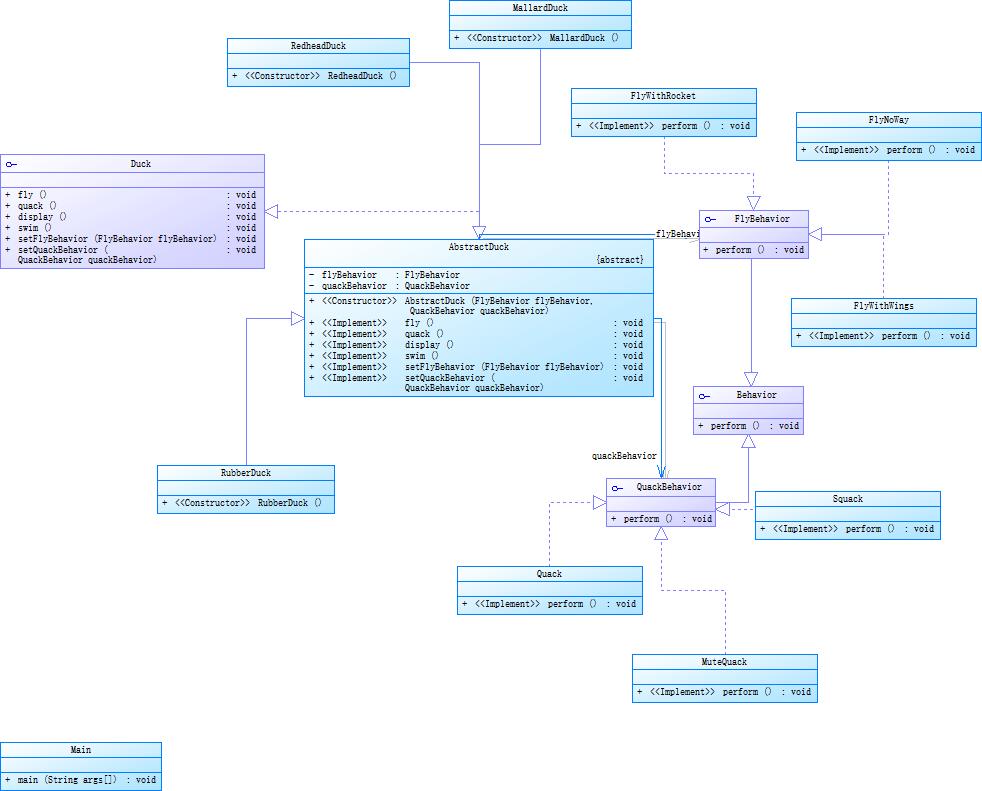 MallardDuck
+ <<Constructor>> MallardDuck ()
RedheadDuck
+ <<Constructor>> RedheadDuck ()
FlyWithRocket
+ <<Implement>> perform () : void
FlyNoWay
+ <<Implement>> perform () : void
Duck
+ fly () : void
+ quack () : void
+ display () : void
+ swim () : void
+ setFlyBehavior (FlyBehavior flyBehavior) : void
+ setQuackBehavior ( : void
QuackBehavior quackBehavior)
FlyBehavior
+ perform () : void
flyBehavi
AbstractDuck
{abstract}
- flyBehavior : FlyBehavior
- quackBehavior : QuackBehavior
+ <<Constructor>> AbstractDuck (FlyBehavior flyBehavior,
QuackBehavior quackBehavior)
+ <<Implement>> fly () : void
+ <<Implement>> quack () : void
+ <<Implement>> display () : void
+ <<Implement>> swim () : void
+ <<Implement>> setFlyBehavior (FlyBehavior flyBehavior) : void
+ <<Implement>> setQuackBehavior ( : void
QuackBehavior quackBehavior)
FlyWithWings
+ <<Implement>> perform () : void
Behavior
+ perform () : void
quackBehavior
RubberDuck
+ <<Constructor>> RubberDuck ()
QuackBehavior
+ perform () : void
Squack
+ <<Implement>> perform () : void
Quack
+ <<Implement>> perform () : void
MuteQuack
+ <<Implement>> perform () : void
Main
+ main (String args[]) : void